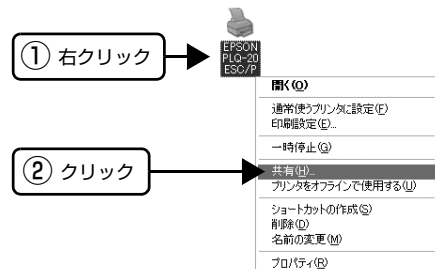 ① 右クリック
EPSON
PLQ-20
ESC/P
開く(O)
通常使うプリンタに設定(F)
印刷設定(E)...
一時停止(G)
② クリック
共有(H)...
プリンタをオフラインで使用する(U)
ショートカットの作成(S)
削除(D)
名前の変更(M)
プロパティ(R)